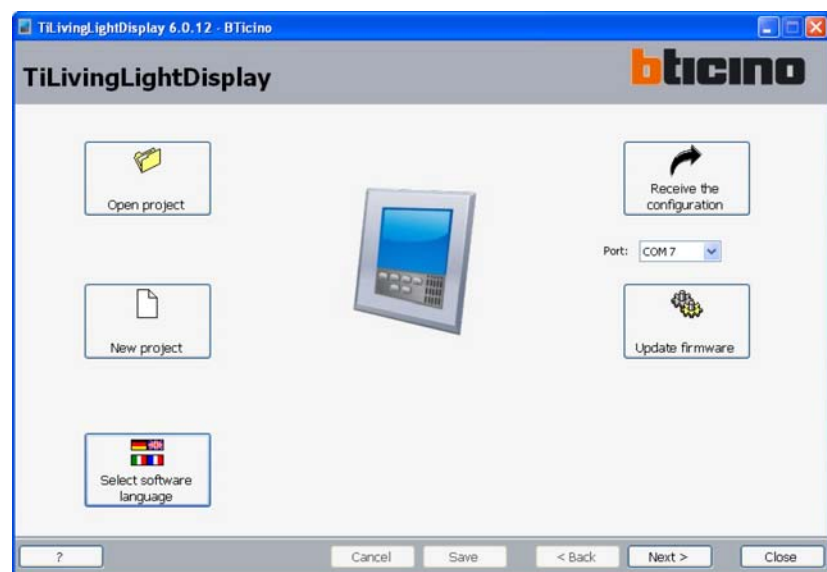 TiLivingLightDisplay 6.0.12 - BTicino
TiLivingLightDisplay
bticino
Open project
Receive the
configuration
Port: COM 7
New project
Update firmware
Select software
language
?
Cancel
Save
< Back
Next >
Close